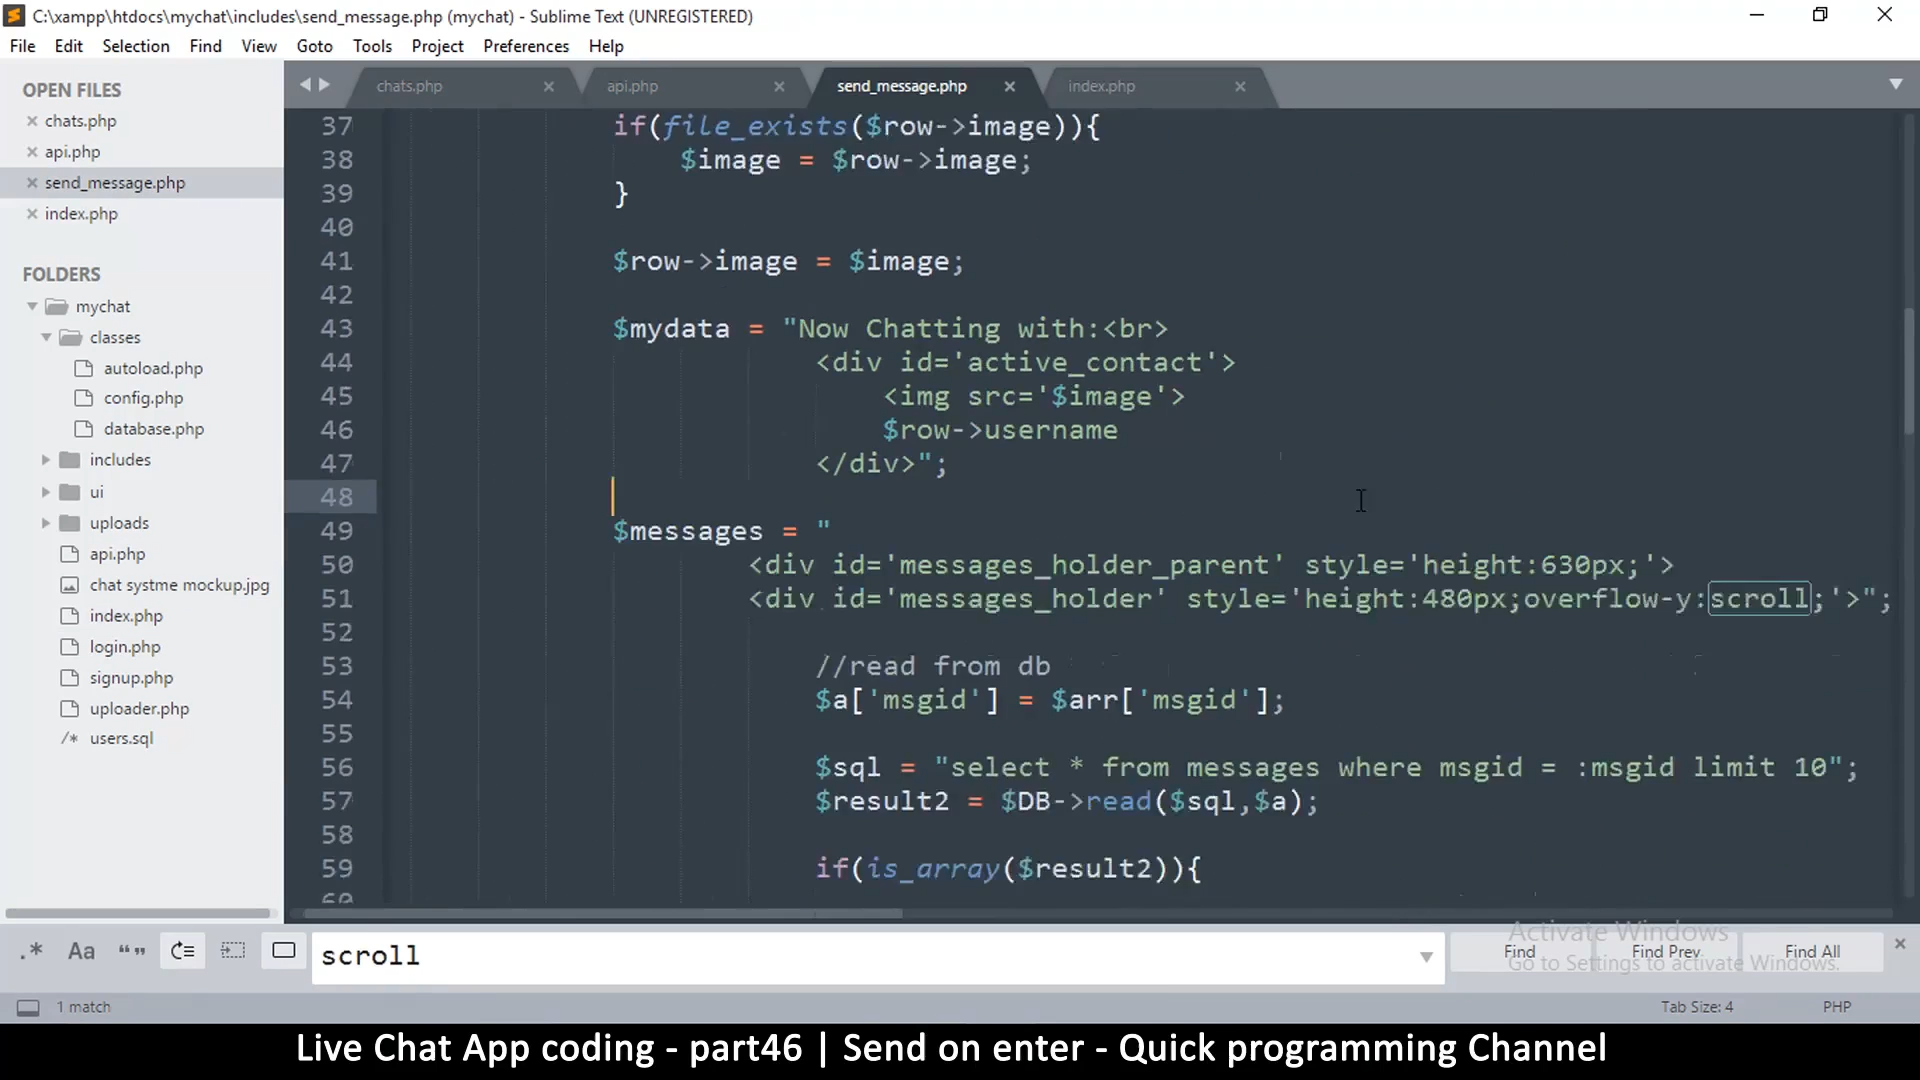 C:\xampp\htdocs\mychat\includes\send_message.php (mychat) - Sublime Text (UNREGISTERED)
File Edit Selection Find View Goto Tools Project Preferences Help
OPEN FILES
chats.php
api.php
send_message.php
index.php
FOLDERS
mychat
classes
autoload.php
config.php
database.php
includes
ui
uploads
api.php
chat systme mockup.jpg
index.php
login.php
signup.php
uploader.php
/* users.sql
chats.php api.php send_message.php index.php
37 if(file_exists($row->image)){
38 $image = $row->image;
39 }
40
41 $row->image = $image;
42
43 $mydata = "Now Chatting with:<br>
44 <div id='active_contact'>
45 <img src='$image'>
46 $row->username
47 </div>";
48
49 $messages = "
50 <div id='messages_holder_parent' style='height:630px;'>
51 <div id='messages_holder' style='height:480px;overflow-y:scroll;'>";
52
53 //read from db
54 $a['msgid'] = $arr['msgid'];
55
56 $sql = "select * from messages where msgid = :msgid limit 10";
57 $result2 = $DB->read($sql,$a);
58
59 if(is_array($result2)){
60
.* Aa “ ” scroll Find Find Prev Find All
Activate Windows
Go to Settings to activate Windows.
1 match Tab Size: 4 PHP
Live Chat App coding - part46 | Send on enter - Quick programming Channel